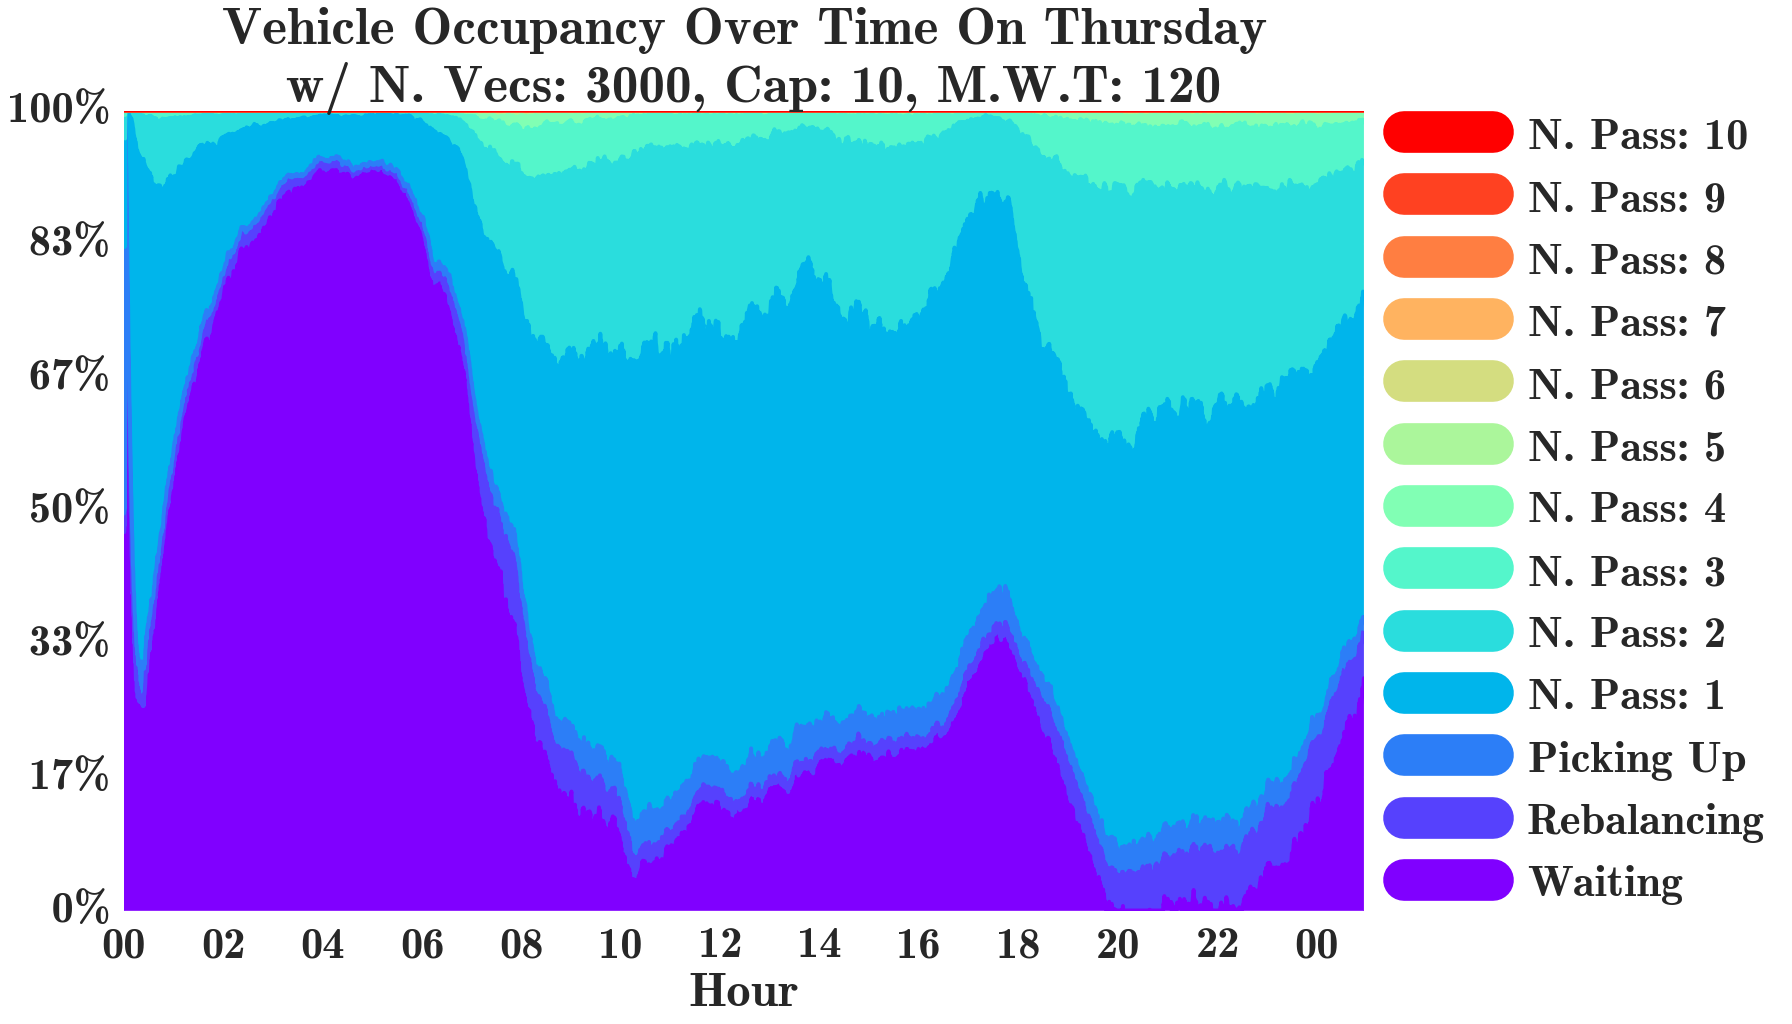 Vehicle Occupancy Over Time On Thursday
w/ N. Vecs: 3000, Cap: 10, M.W.T: 120
100%
83%
67%
50%
33%
17%
0%
00 02 04 06 08 10 12 14 16 18 20 22 00
Hour
N. Pass: 10
N. Pass: 9
N. Pass: 8
N. Pass: 7
N. Pass: 6
N. Pass: 5
N. Pass: 4
N. Pass: 3
N. Pass: 2
N. Pass: 1
Picking Up
Rebalancing
Waiting